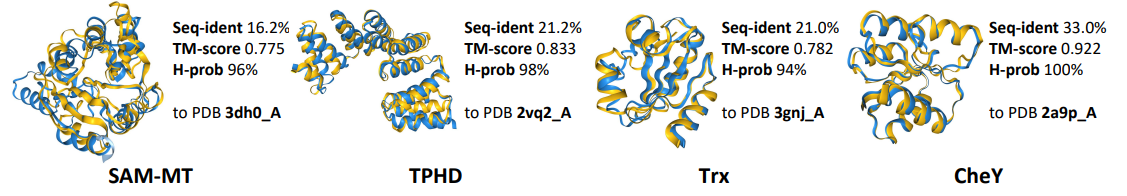 Seq-ident 16.2%
TM-score 0.775
H-prob 96%
to PDB 3dh0_A
SAM-MT
Seq-ident 21.2%
TM-score 0.833
H-prob 98%
to PDB 2vq2_A
TPHD
Seq-ident 21.0%
TM-score 0.782
H-prob 94%
to PDB 3gnj_A
Trx
Seq-ident 33.0%
TM-score 0.922
H-prob 100%
to PDB 2a9p_A
CheY